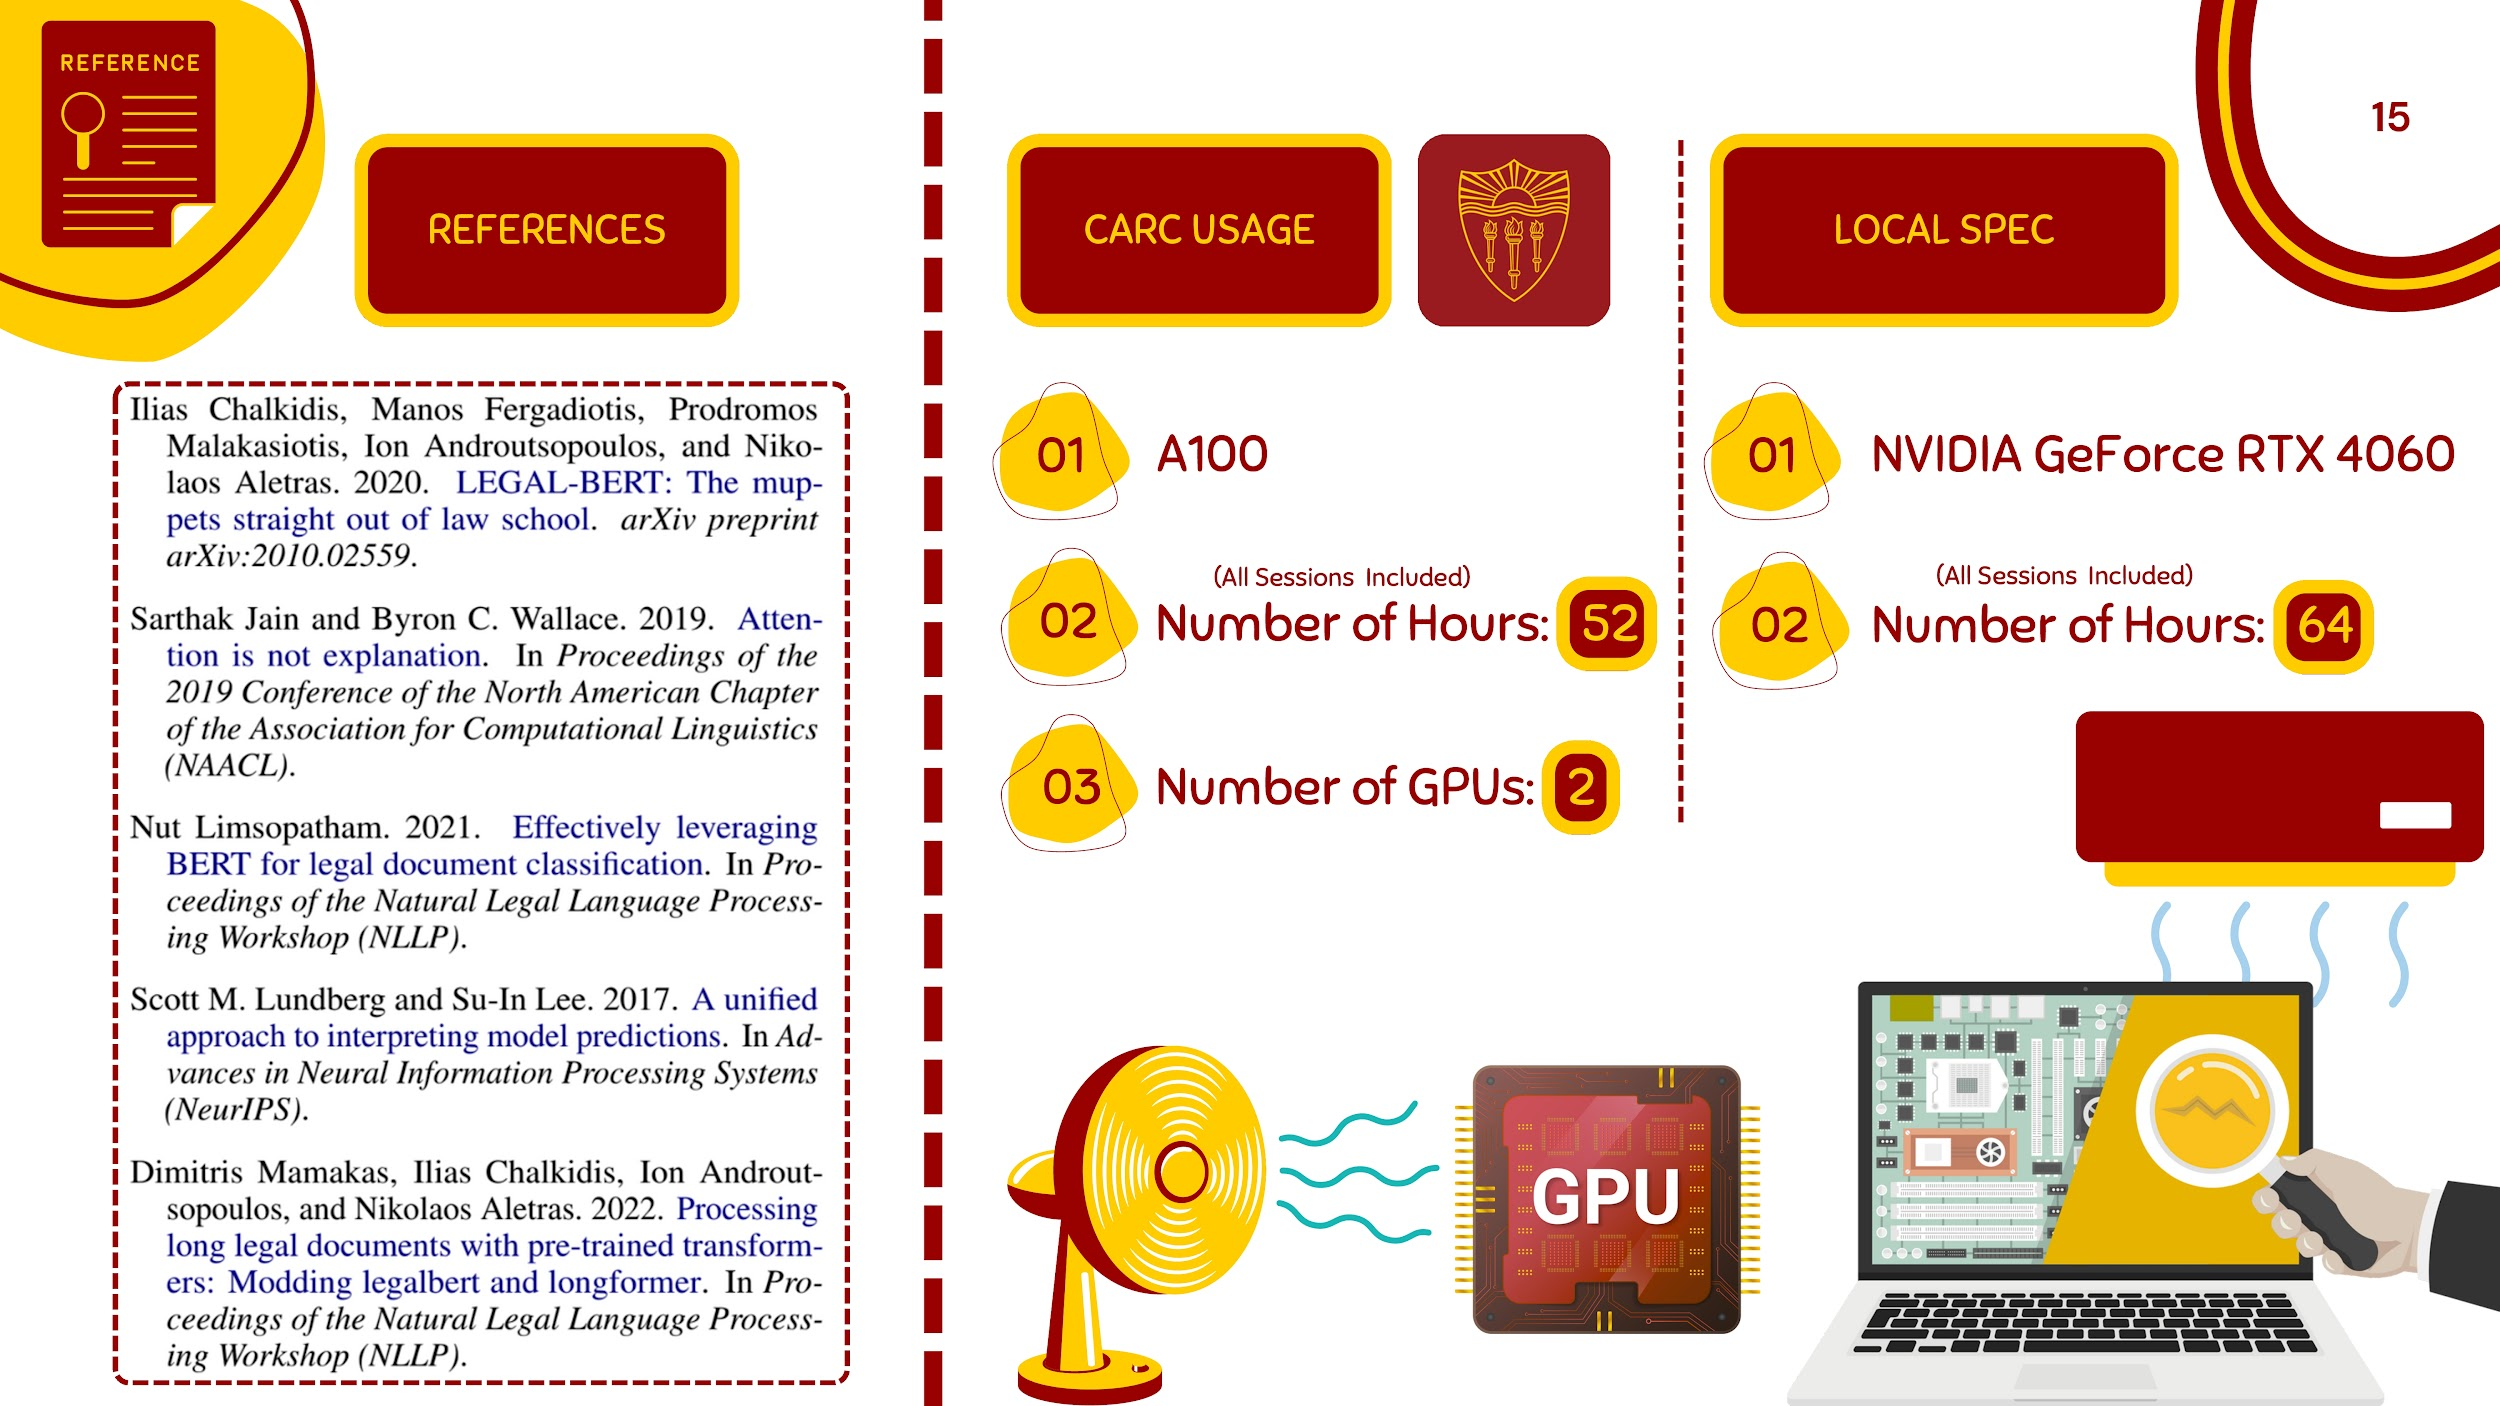 REFERENCE
REFERENCES
Ilias Chalkidis, Manos Fergadiotis, Prodromos
Malakasiotis, Ion Androutsopoulos, and Niko-
laos Aletras. 2020. LEGAL-BERT: The mup-
pets straight out of law school. arXiv preprint
arXiv:2010.02559.
Sarthak Jain and Byron C. Wallace. 2019. Atten-
tion is not explanation. In Proceedings of the
2019 Conference of the North American Chapter
of the Association for Computational Linguistics
(NAACL).
Nut Limsopatham. 2021. Effectively leveraging
BERT for legal document classification. In Pro-
ceedings of the Natural Legal Language Process-
ing Workshop (NLLP).
Scott M. Lundberg and Su-In Lee. 2017. A unified
approach to interpreting model predictions. In Ad-
vances in Neural Information Processing Systems
(NeurIPS).
Dimitris Mamakas, Ilias Chalkidis, Ion Androut-
sopoulos, and Nikolaos Aletras. 2022. Processing
long legal documents with pre-trained transform-
ers: Modding legalbert and longformer. In Pro-
ceedings of the Natural Legal Language Process-
ing Workshop (NLLP).
CARC USAGE
01 A100
(All Sessions Included)
02 Number of Hours: 52
03 Number of GPUs: 2
GPU
LOCAL SPEC
01 NVIDIA GeForce RTX 4060
(All Sessions Included)
02 Number of Hours: 64
15